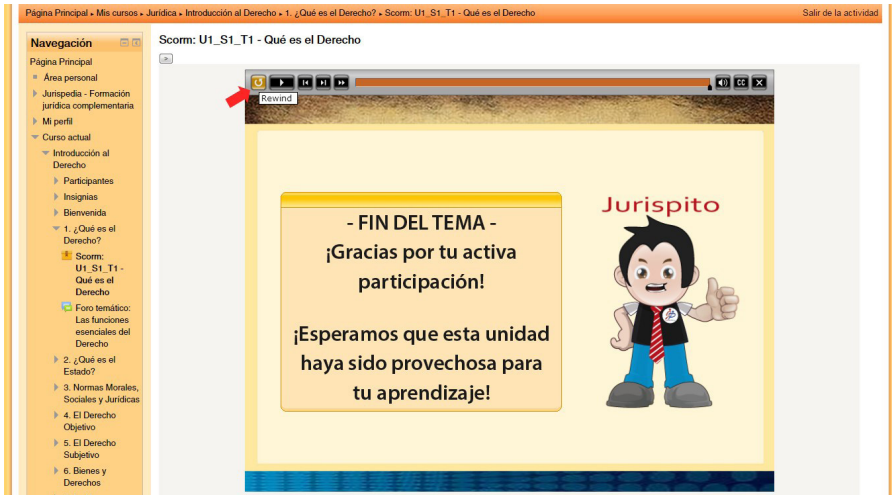 Página Principal ▸ Mis cursos ▸ Jurídica ▸ Introducción al Derecho ▸ 1. ¿Qué es el Derecho? ▸ Scorm: U1_S1_T1 - Qué es el Derecho
Salir de la actividad
Navegación
Página Principal
Área personal
Jurispedia - Formación
jurídica complementaria
Mi perfil
Curso actual
Introducción al
Derecho
Participantes
Insignias
Bienvenida
1. ¿Qué es el
Derecho?
Scorm:
U1_S1_T1 -
Qué es el
Derecho
Foro temático:
Las funciones
esenciales del
Derecho
2. ¿Qué es el
Estado?
3. Normas Morales,
Sociales y Jurídicas
4. El Derecho
Objetivo
5. El Derecho
Subjetivo
6. Bienes y
Derechos
Scorm: U1_S1_T1 - Qué es el Derecho
>
CC
Rewind
- FIN DEL TEMA -
¡Gracias por tu activa
participación!
¡Esperamos que esta unidad
haya sido provechosa para
tu aprendizaje!
Jurispito